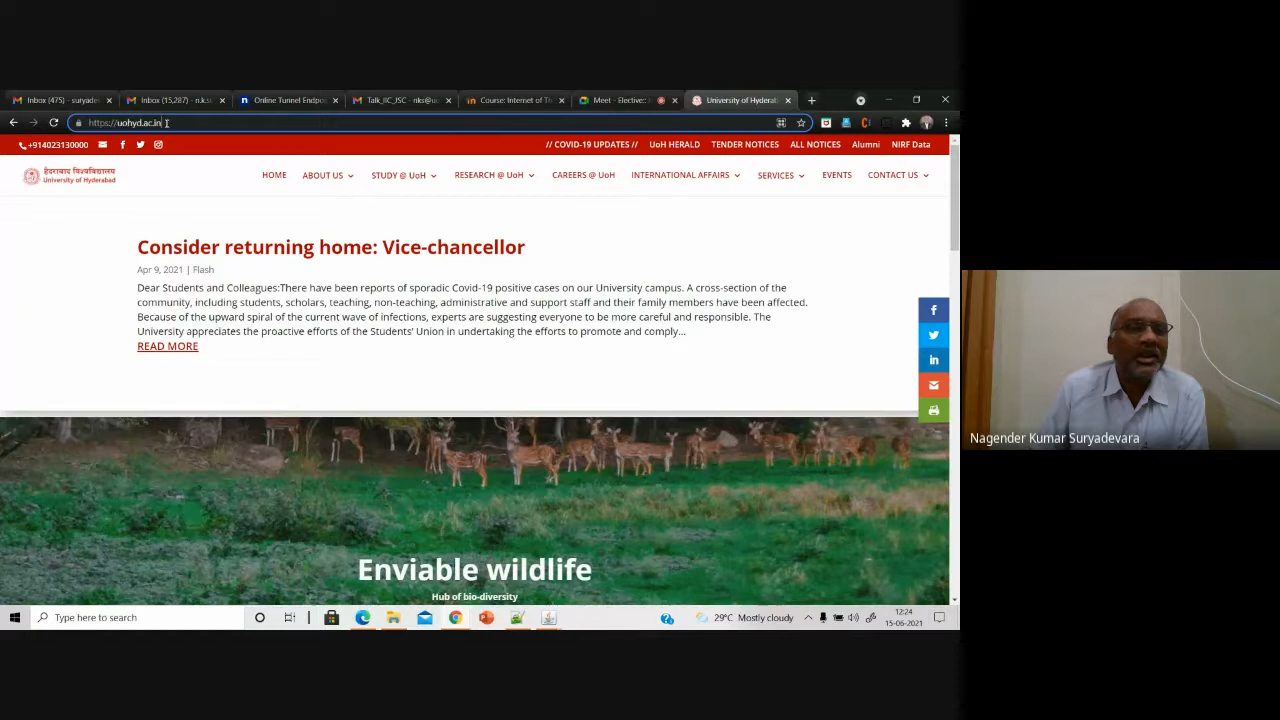 Inbox (475) - suryade
Inbox (15,287) - n.k.s
Online Tunnel Endpo
Talk_IIC_JSC - nks@u
Course: Internet of Th
Meet – Elective:
University of Hyderab
https://uohyd.ac.in
+914023130000
// COVID-19 UPDATES //
UoH HERALD
TENDER NOTICES
ALL NOTICES
Alumni
NIRF Data
हैदराबाद विश्वविद्यालय
University of Hyderabad
HOME
ABOUT US
STUDY @ UoH
RESEARCH @ UoH
CAREERS @ UoH
INTERNATIONAL AFFAIRS
SERVICES
EVENTS
CONTACT US
Consider returning home: Vice-chancellor
Apr 9, 2021 | Flash
Dear Students and Colleagues:There have been reports of sporadic Covid-19 positive cases on our University campus. A cross-section of the
community, including students, scholars, teaching, non-teaching, administrative and support staff and their family members have been affected.
Because of the upward spiral of the current wave of infections, experts are suggesting everyone to be more careful and responsible. The
University appreciates the proactive efforts of the Students' Union in undertaking the efforts to promote and comply...
READ MORE
Enviable wildlife
Hub of bio-diversity
Nagender Kumar Suryadevara
Type here to search
29°C Mostly cloudy
12:24
15-06-2021